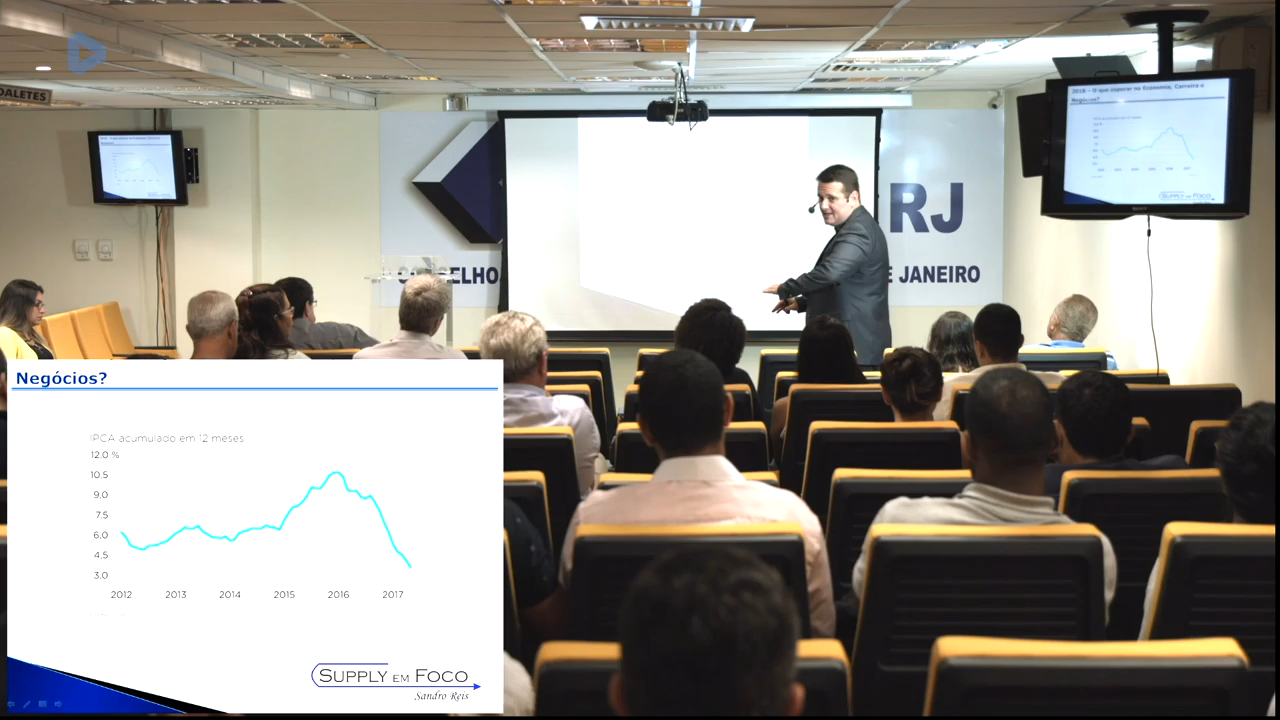 OALETES
2018 – O que esperar na Economia, Carreira e
Negócios?
RJ
CONSELHO
E JANEIRO
Negócios?
IPCA acumulado em 12 meses
12.0 %
10.5
9.0
7.5
6.0
4.5
3.0
2012 2013 2014 2015 2016 2017
SUPPLY EM FOCO
Sandro Reis